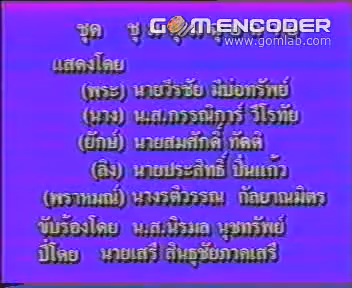 GOM ENCODER
www.gomlab.com
ชุด
แสดงโดย
(พระ) นายวีรชัย มีบ่อทรัพย์
(นาง) น.ส.กรรณิการ์ วีโรทัย
(ยักษ์) นายสมศักดิ์ ทัดติ
(ลิง) นายประสิทธิ์ ปิ่นแก้ว
(พราหมณ์) นางรติวรรณ กัลยาณมิตร
ขับร้องโดย น.ส.นิรมล นุชทรัพย์
ปี่โดย นายเสรี สินธุชัยภาคเสรี